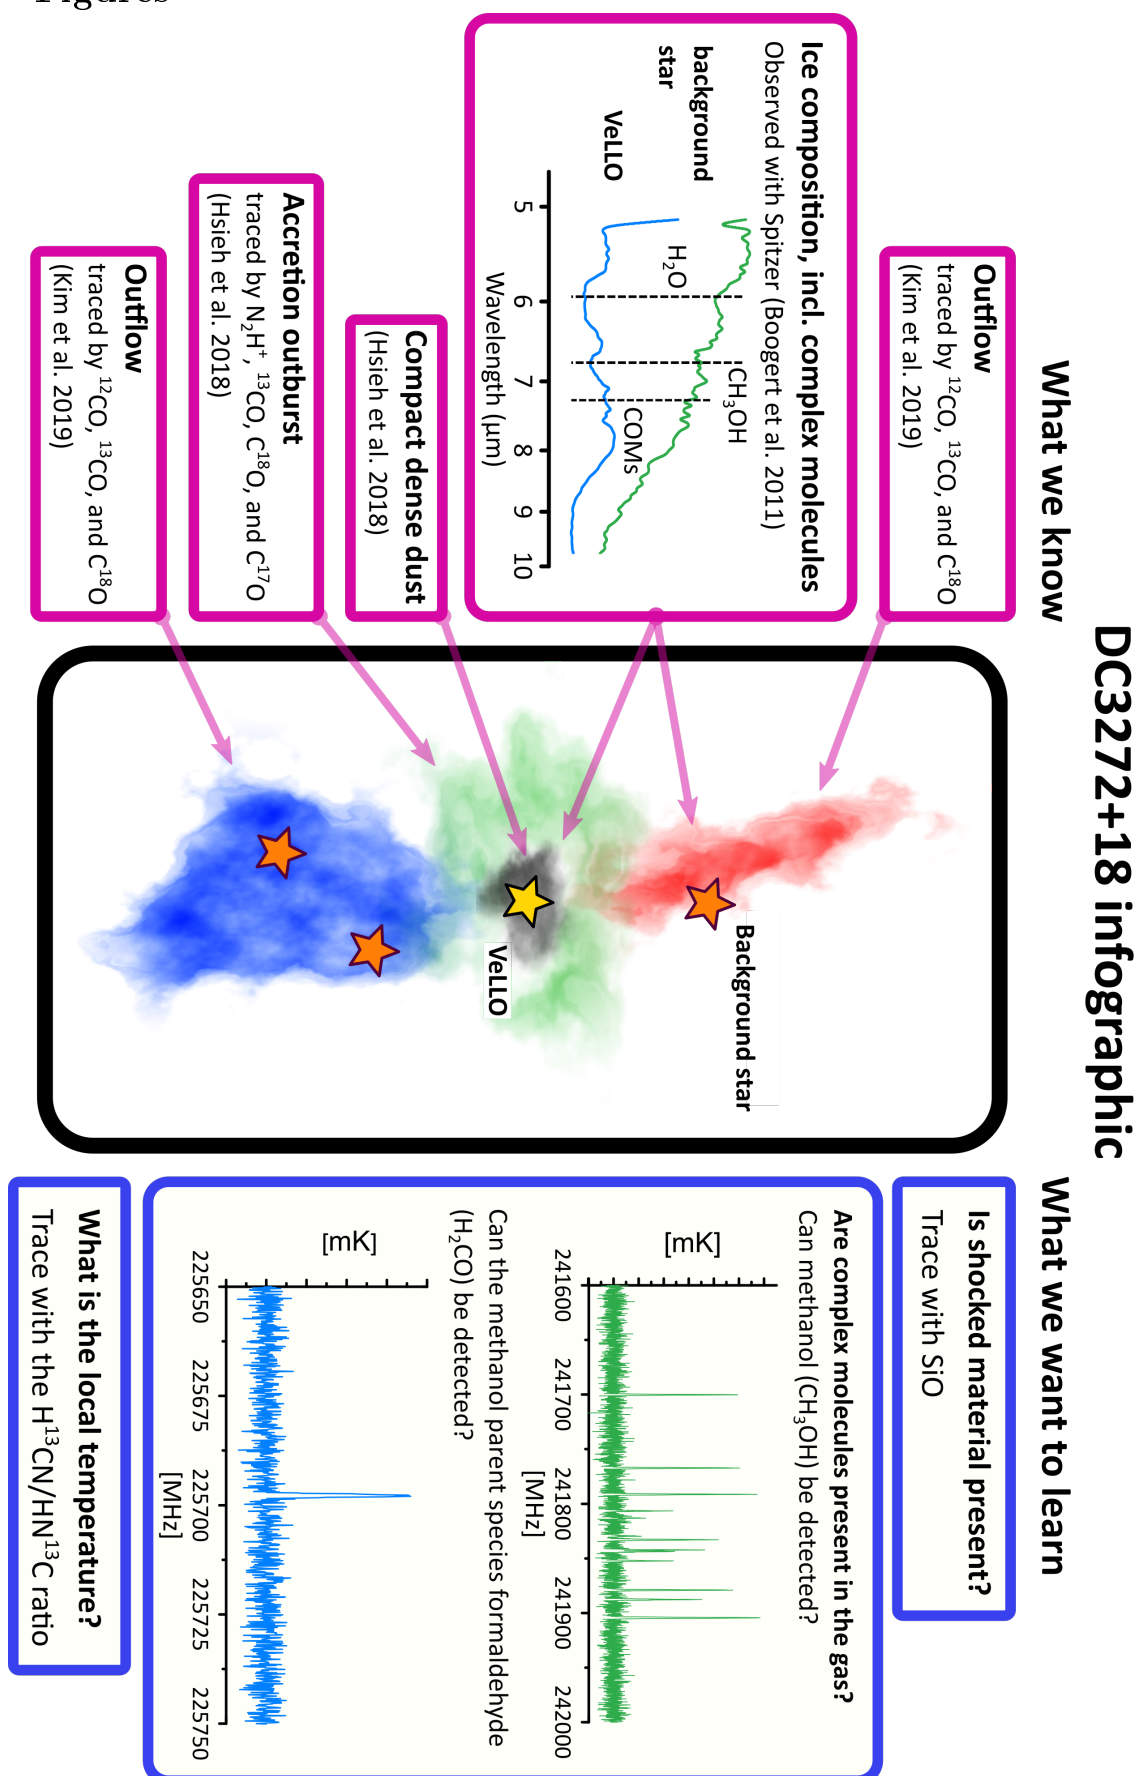 Figures
DC3272+18 infographic
What we know
Outflow
traced by ¹²CO, ¹³CO, and C¹⁸O
(Kim et al. 2019)
Ice composition, incl. complex molecules
Observed with Spitzer (Boogert et al. 2011)
background
star
VeLLO
H₂O
CH₃OH
COMs
5 6 7 8 9 10
Wavelength (µm)
Compact dense dust
(Hsieh et al. 2018)
Accretion outburst
traced by N₂H⁺, ¹³CO, C¹⁸O, and C¹⁷O
(Hsieh et al. 2018)
Outflow
traced by ¹²CO, ¹³CO, and C¹⁸O
(Kim et al. 2019)
Background star
VeLLO
What we want to learn
Is shocked material present?
Trace with SiO
Are complex molecules present in the gas?
Can methanol (CH₃OH) be detected?
[mK]
241600 241700 241800 241900 242000
[MHz]
Can the methanol parent species formaldehyde
(H₂CO) be detected?
[mK]
225650 225675 225700 225725 225750
[MHz]
What is the local temperature?
Trace with the H¹³CN/HN¹³C ratio